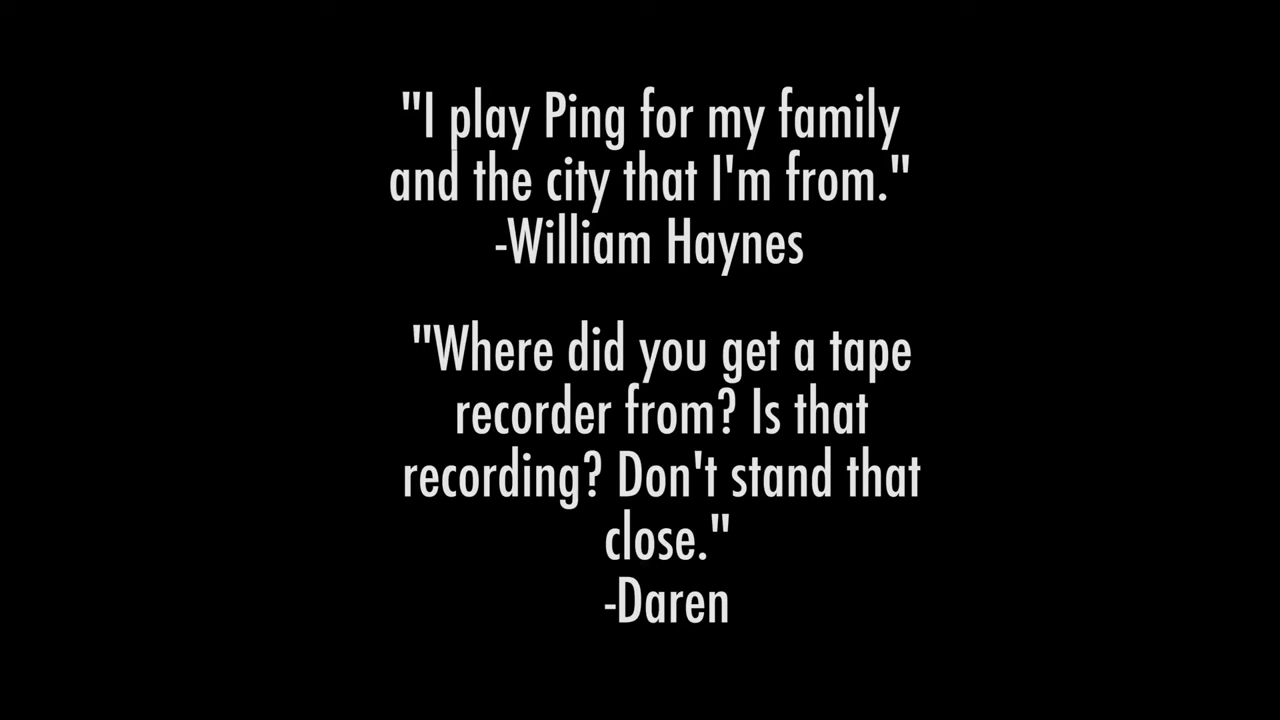 "I play Ping for my family
and the city that I'm from."
-William Haynes
"Where did you get a tape
recorder from? Is that
recording? Don't stand that
close."
-Daren